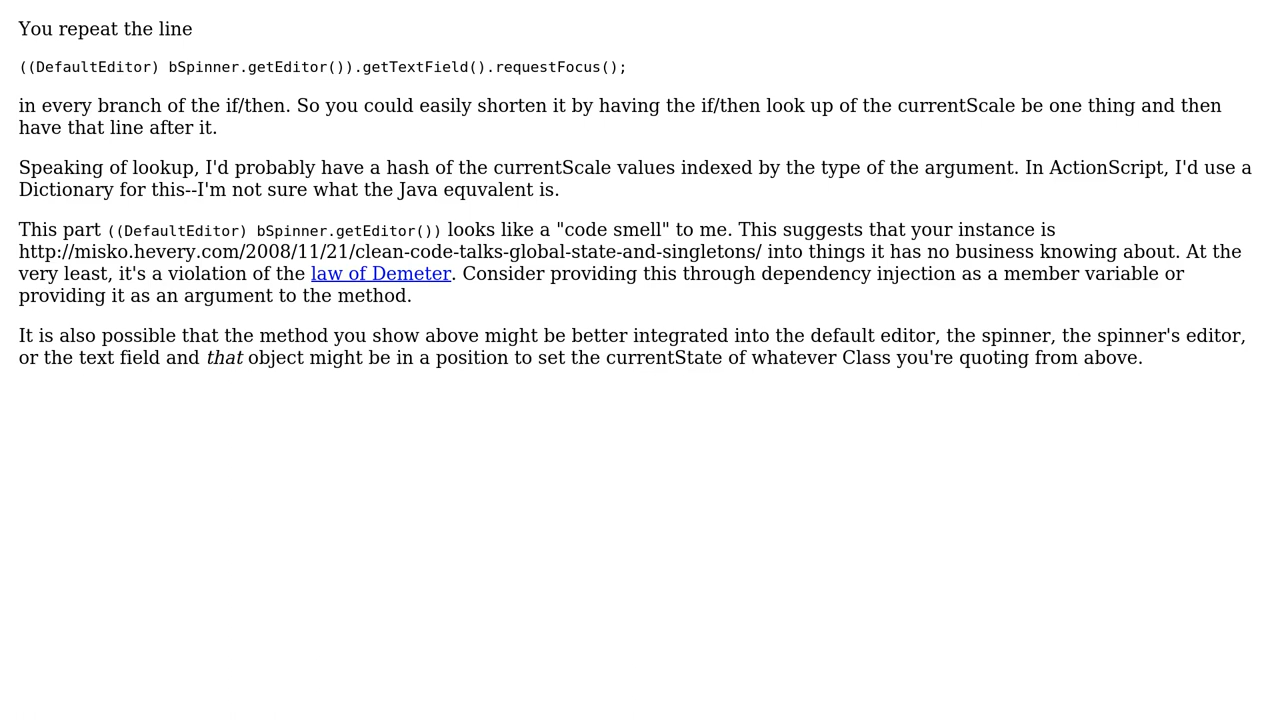 You repeat the line
((DefaultEditor) bSpinner.getEditor()).getTextField().requestFocus();
in every branch of the if/then. So you could easily shorten it by having the if/then look up of the currentScale be one thing and then
have that line after it.
Speaking of lookup, I'd probably have a hash of the currentScale values indexed by the type of the argument. In ActionScript, I'd use a
Dictionary for this--I'm not sure what the Java equvalent is.
This part ((DefaultEditor) bSpinner.getEditor()) looks like a "code smell" to me. This suggests that your instance is
http://misko.hevery.com/2008/11/21/clean-code-talks-global-state-and-singletons/ into things it has no business knowing about. At the
very least, it's a violation of the law of Demeter. Consider providing this through dependency injection as a member variable or
providing it as an argument to the method.
It is also possible that the method you show above might be better integrated into the default editor, the spinner, the spinner's editor,
or the text field and that object might be in a position to set the currentState of whatever Class you're quoting from above.